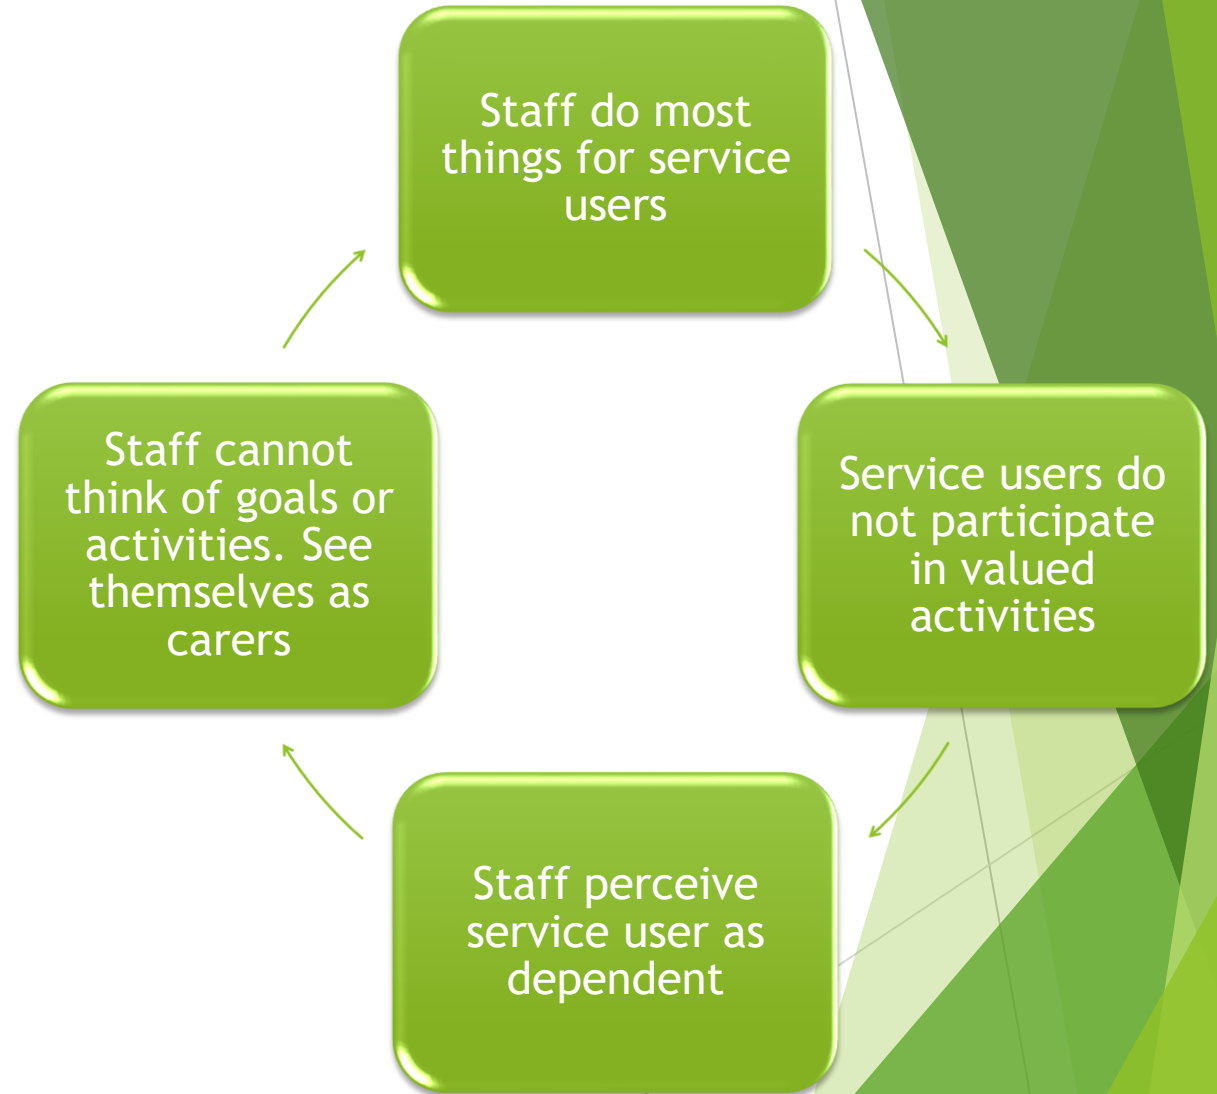 Staff do most
things for service
users
Service users do
not participate
in valued
activities
Staff perceive
service user as
dependent
Staff cannot
think of goals or
activities. See
themselves as
carers